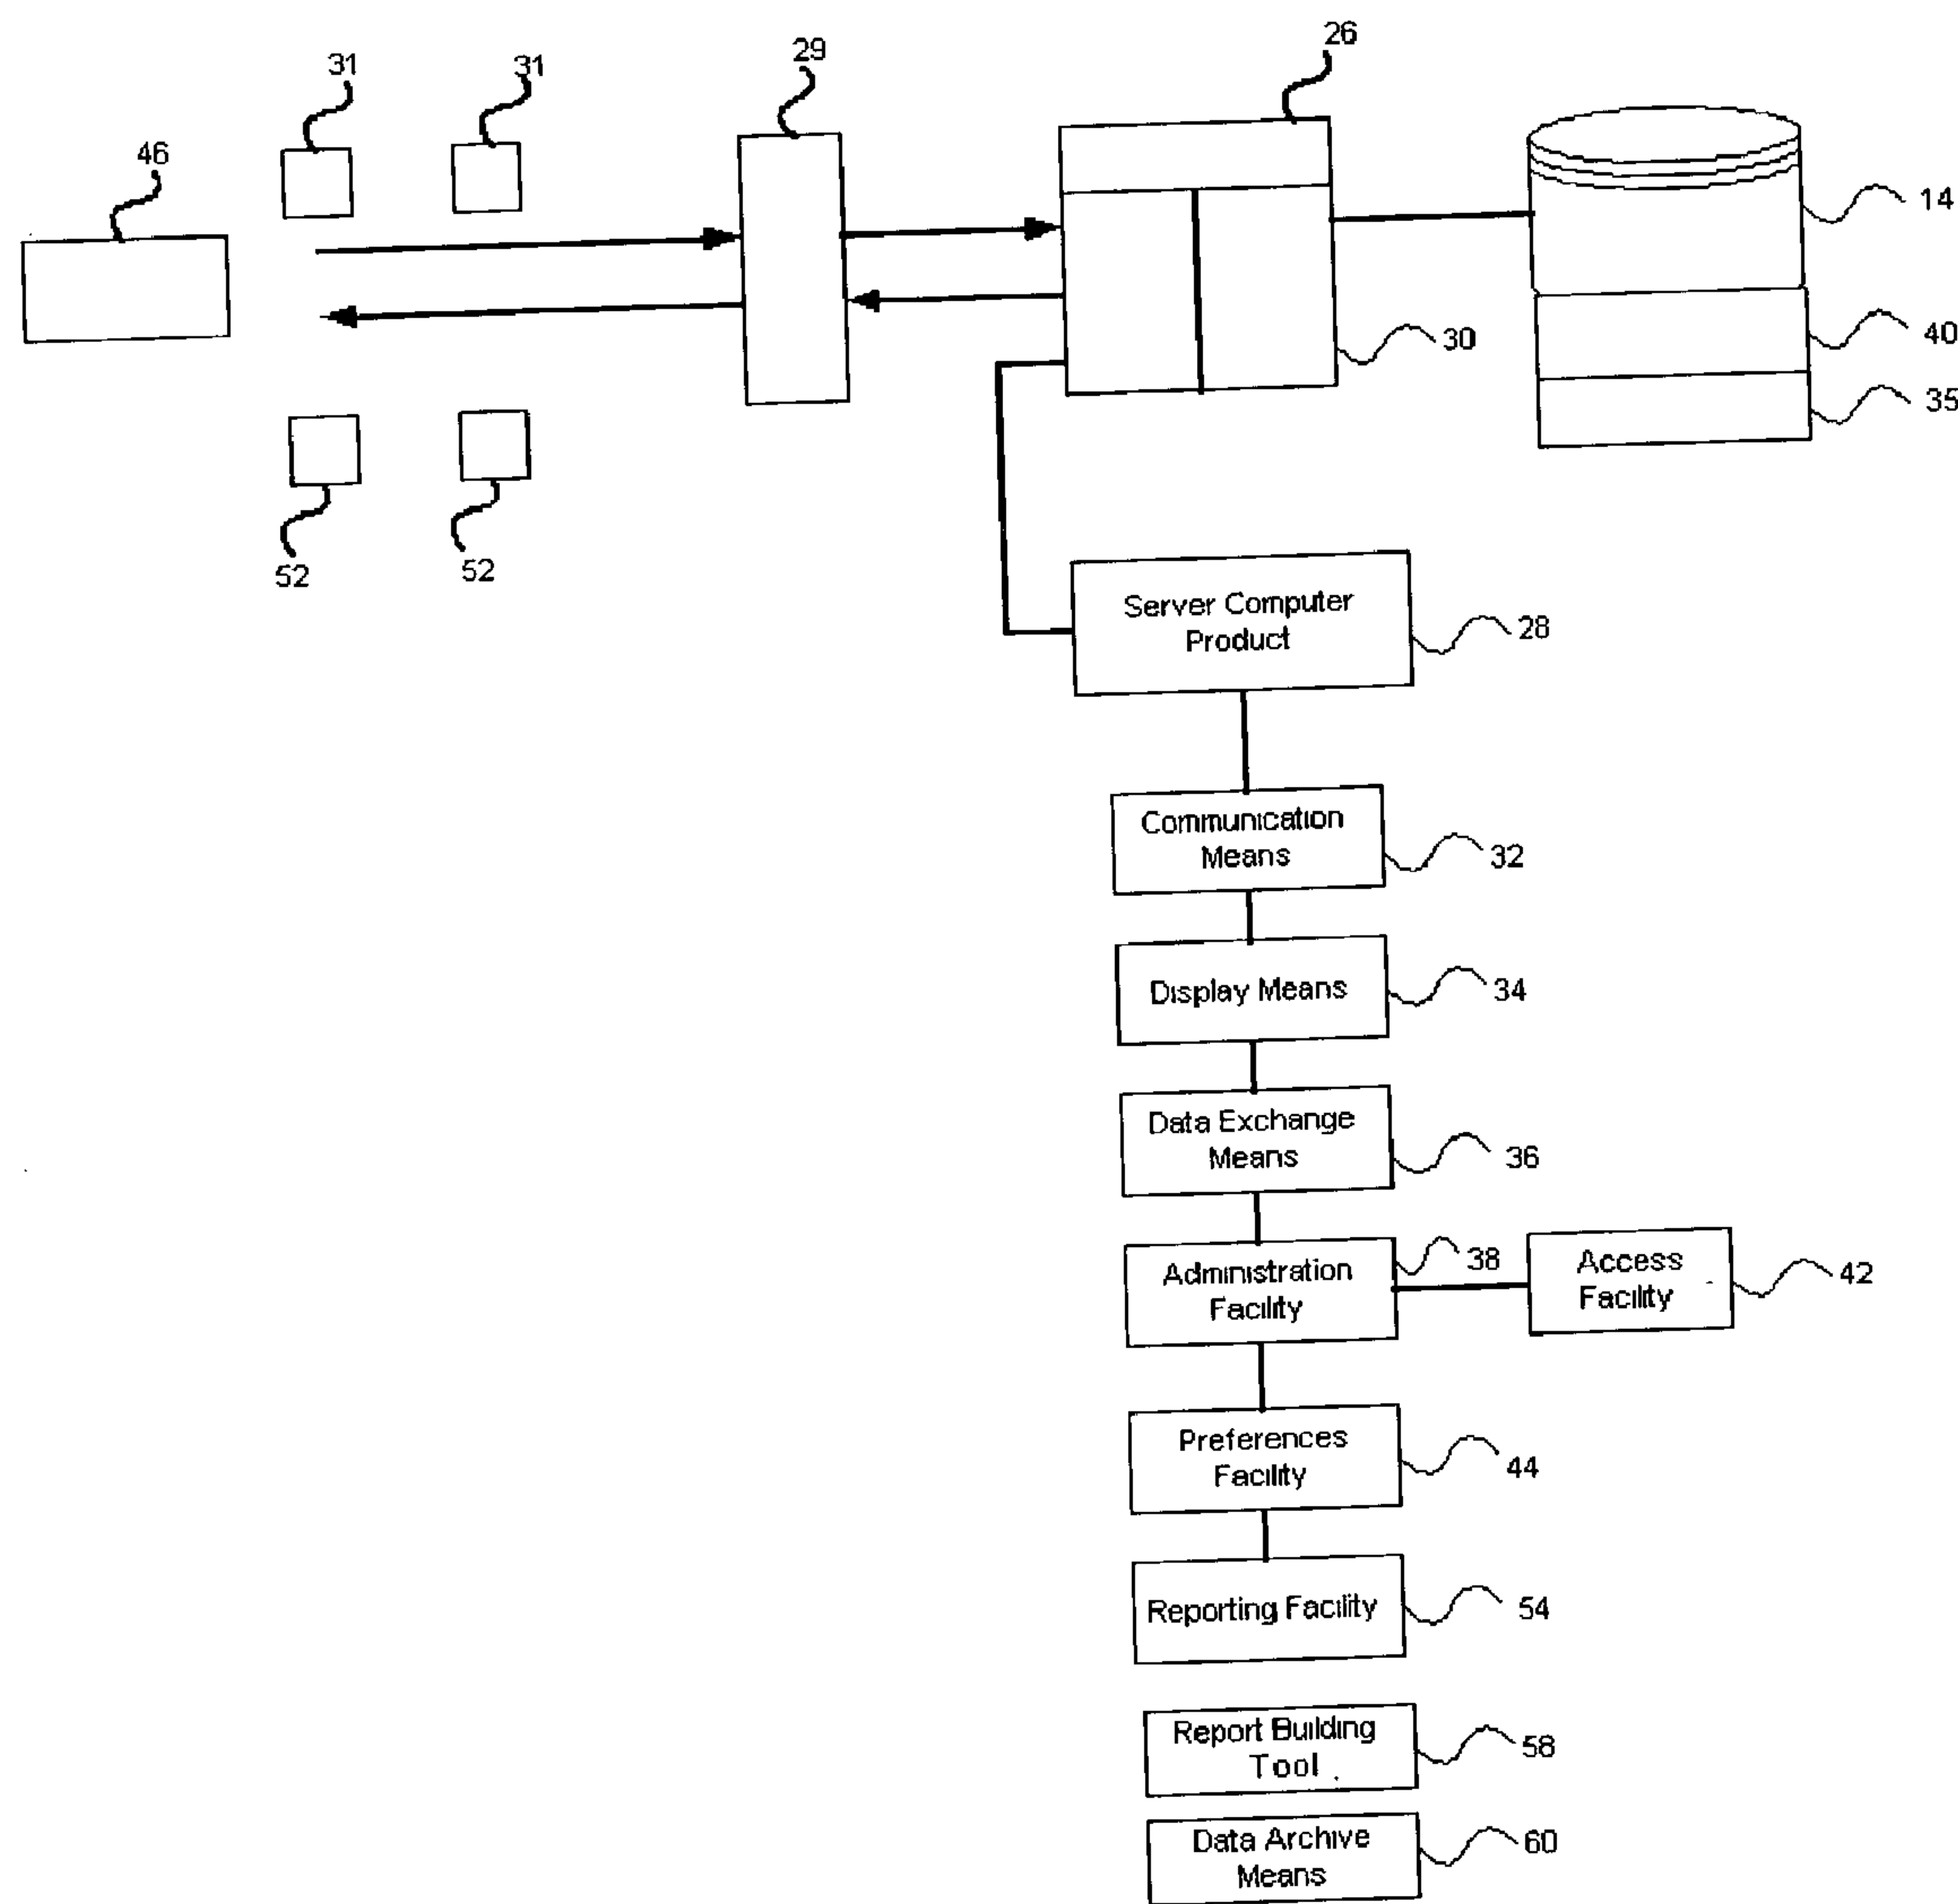 26
29
31
31
46
14
30
40
35
52
52
Server Computer
Product
28
Communication
Means
32
Display Means
34
Data Exchange
Means
36
Administration
Facility
38
Access
Facility
42
Preferences
Facility
44
Reporting Facility
54
Report Building
Tool
58
Data Archive
Means
60